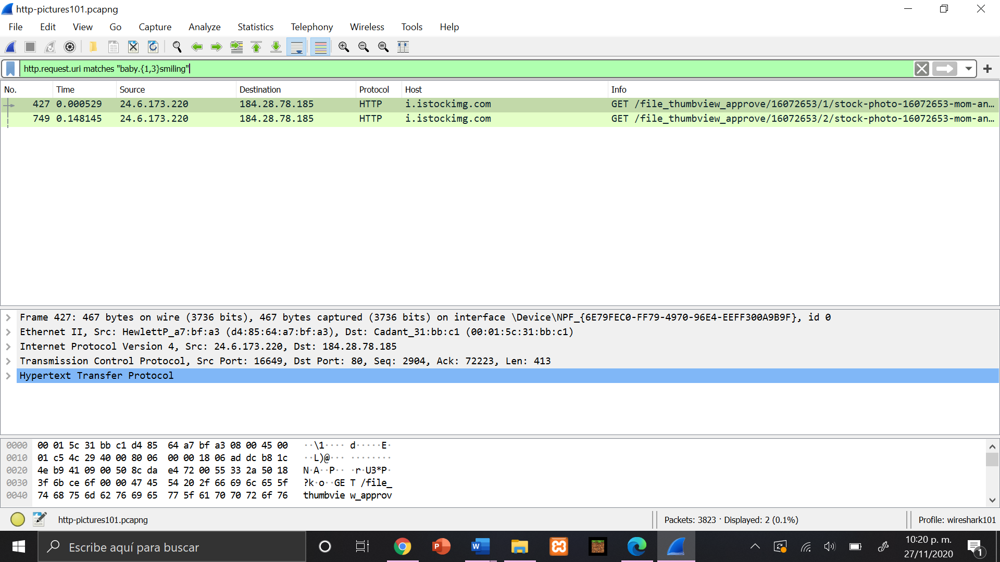 http-pictures101.pcapng
File Edit View Go Capture Analyze Statistics Telephony Wireless Tools Help
http.request.uri matches "baby.{1,3}smiling"
No. Time Source Destination Protocol Host Info
427 0.000529 24.6.173.220 184.28.78.185 HTTP i.istockimg.com GET /file_thumbview_approve/16072653/1/stock-photo-16072653-mom-an…
749 0.148145 24.6.173.220 184.28.78.185 HTTP i.istockimg.com GET /file_thumbview_approve/16072653/2/stock-photo-16072653-mom-an…
Frame 427: 467 bytes on wire (3736 bits), 467 bytes captured (3736 bits) on interface \Device\NPF_{6E79FEC0-FF79-4970-96E4-EEFF300A9B9F}, id 0
Ethernet II, Src: HewlettP_a7:bf:a3 (d4:85:64:a7:bf:a3), Dst: Cadant_31:bb:c1 (00:01:5c:31:bb:c1)
Internet Protocol Version 4, Src: 24.6.173.220, Dst: 184.28.78.185
Transmission Control Protocol, Src Port: 16649, Dst Port: 80, Seq: 2904, Ack: 72223, Len: 413
Hypertext Transfer Protocol
0000 00 01 5c 31 bb c1 d4 85 64 a7 bf a3 08 00 45 00 ··\1···· d·····E·
0010 01 c5 4c 29 40 00 80 06 00 00 18 06 ad dc b8 1c ··L)@··· ········
0020 4e b9 41 09 00 50 8c da e4 72 00 55 33 2a 50 18 N·A··P·· ·r·U3*P·
0030 3f 6b ce 6f 00 00 47 45 54 20 2f 66 69 6c 65 5f ?k·o··GE T /file_
0040 74 68 75 6d 62 76 69 65 77 5f 61 70 70 72 6f 76 thumbvie w_approv
http-pictures101.pcapng Packets: 3823 · Displayed: 2 (0.1%) Profile: wireshark101
Escribe aquí para buscar
10:20 p. m.
27/11/2020
1